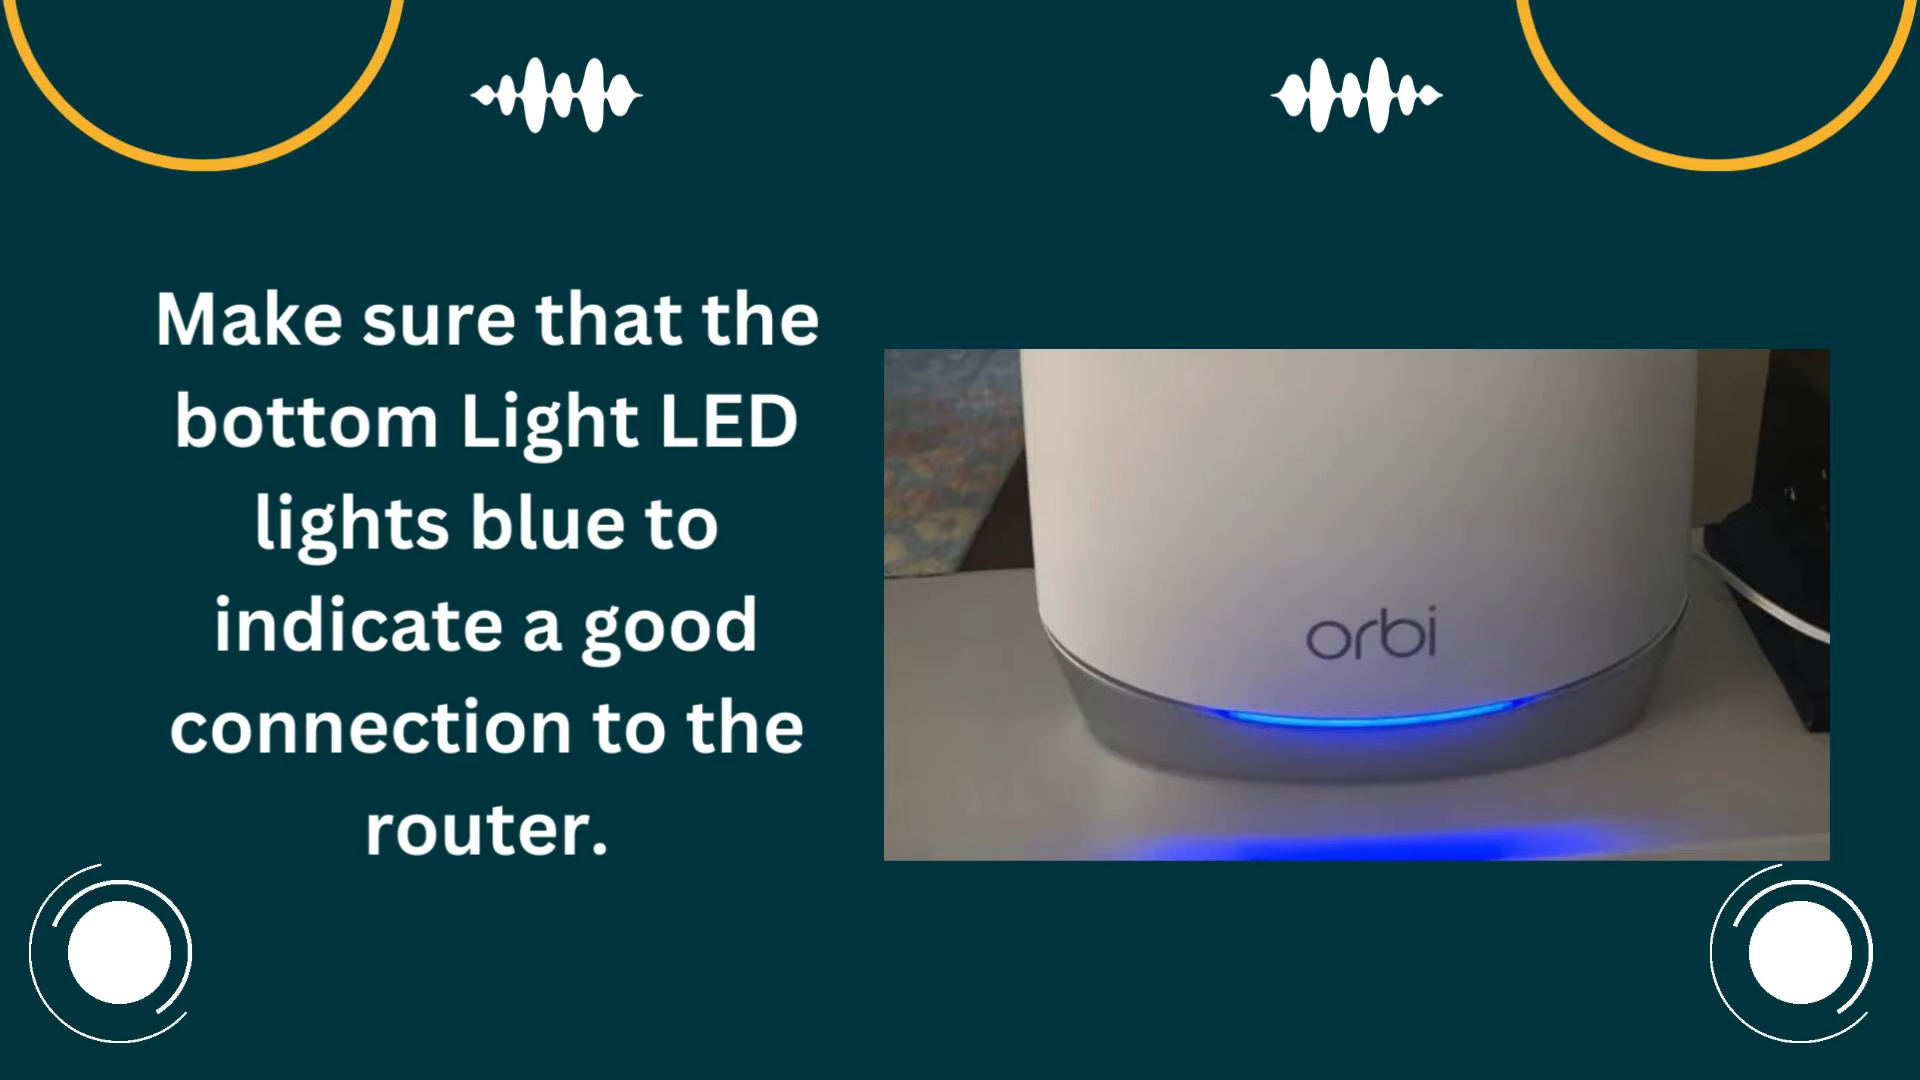 Make sure that the
bottom Light LED
lights blue to
indicate a good
connection to the
router.
orbi